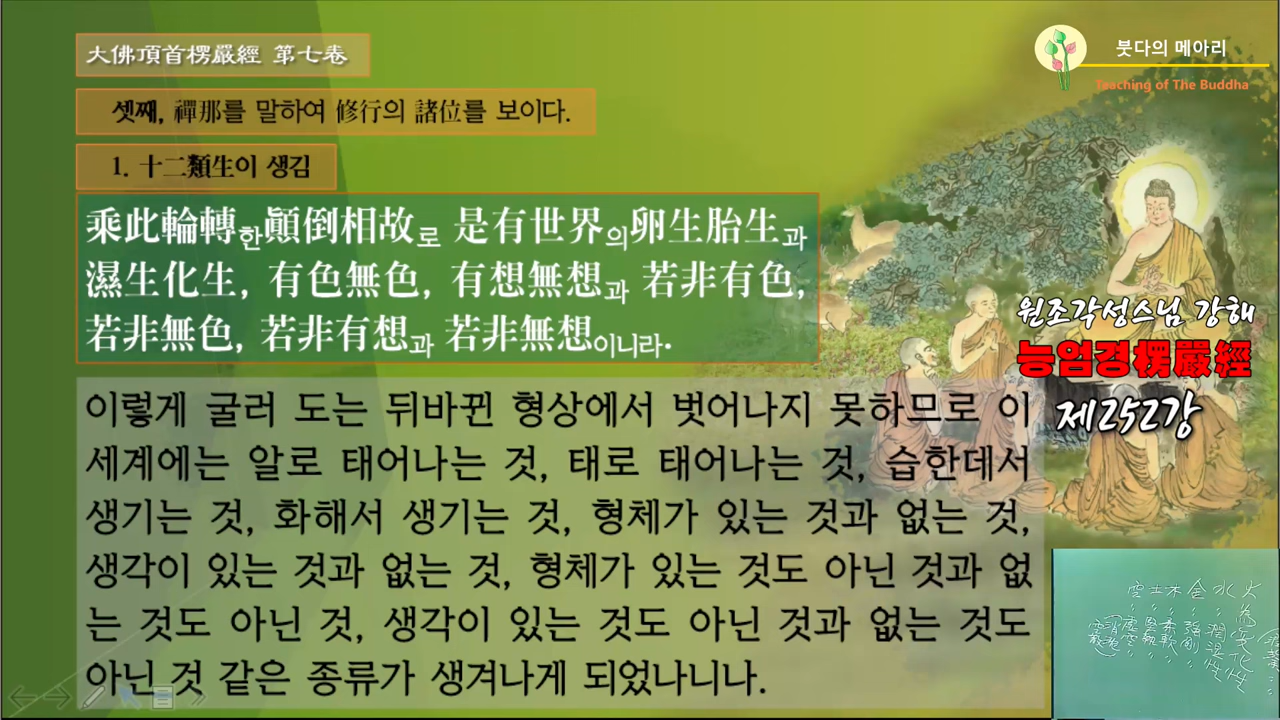 大佛頂首楞嚴經 第七卷
붓다의 메아리
Teaching of The Buddha
셋째, 禪那를 말하여 修行의 諸位를 보이다.
1. 十二類生이 생김
乘此輪轉한顚倒相故로 是有世界의卵生胎生과
濕生化生, 有色無色, 有想無想과 若非有色,
若非無色, 若非有想과 若非無想이니라.
원조각성스님 강해
능엄경楞嚴經
제252강
이렇게 굴러 도는 뒤바뀐 형상에서 벗어나지 못하므로 이
세계에는 알로 태어나는 것, 태로 태어나는 것, 습한데서
생기는 것, 화해서 생기는 것, 형체가 있는 것과 없는 것,
생각이 있는 것과 없는 것, 형체가 있는 것도 아닌 것과 없
는 것도 아닌 것, 생각이 있는 것도 아닌 것과 없는 것도
아닌 것 같은 종류가 생겨나게 되었나니나.
空土木金水火